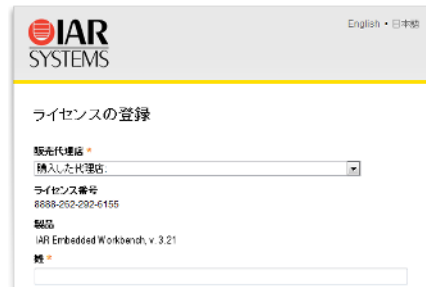 IAR
SYSTEMS
English • 日本語
ライセンスの登録
販売代理店 *
購入した代理店:
ライセンス番号
8888-262-292-6155
製品
IAR Embedded Workbench, v. 3.21
姓 *